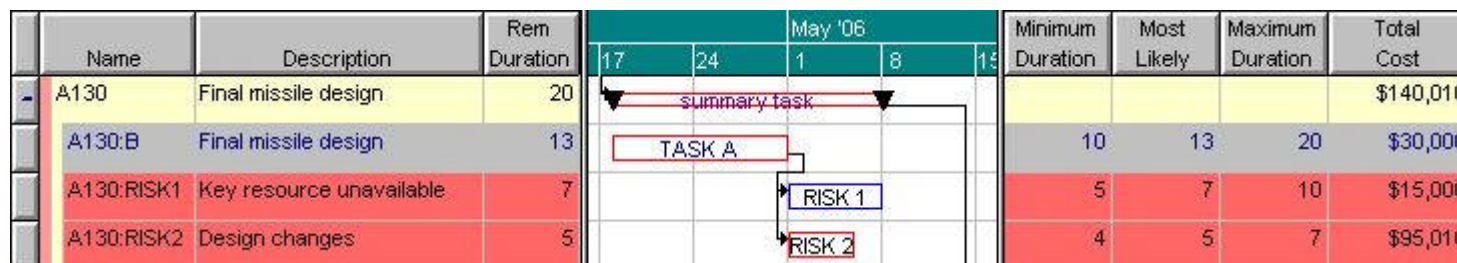 Name Description Rem Duration May '06 17 24 1 8 15 Minimum Duration Most Likely Maximum Duration Total Cost
- A130 Final missile design 20 summary task $140,010
A130:B Final missile design 13 TASK A 10 13 20 $30,000
A130:RISK1 Key resource unavailable 7 RISK 1 5 7 10 $15,000
A130:RISK2 Design changes 5 RISK 2 4 5 7 $95,010